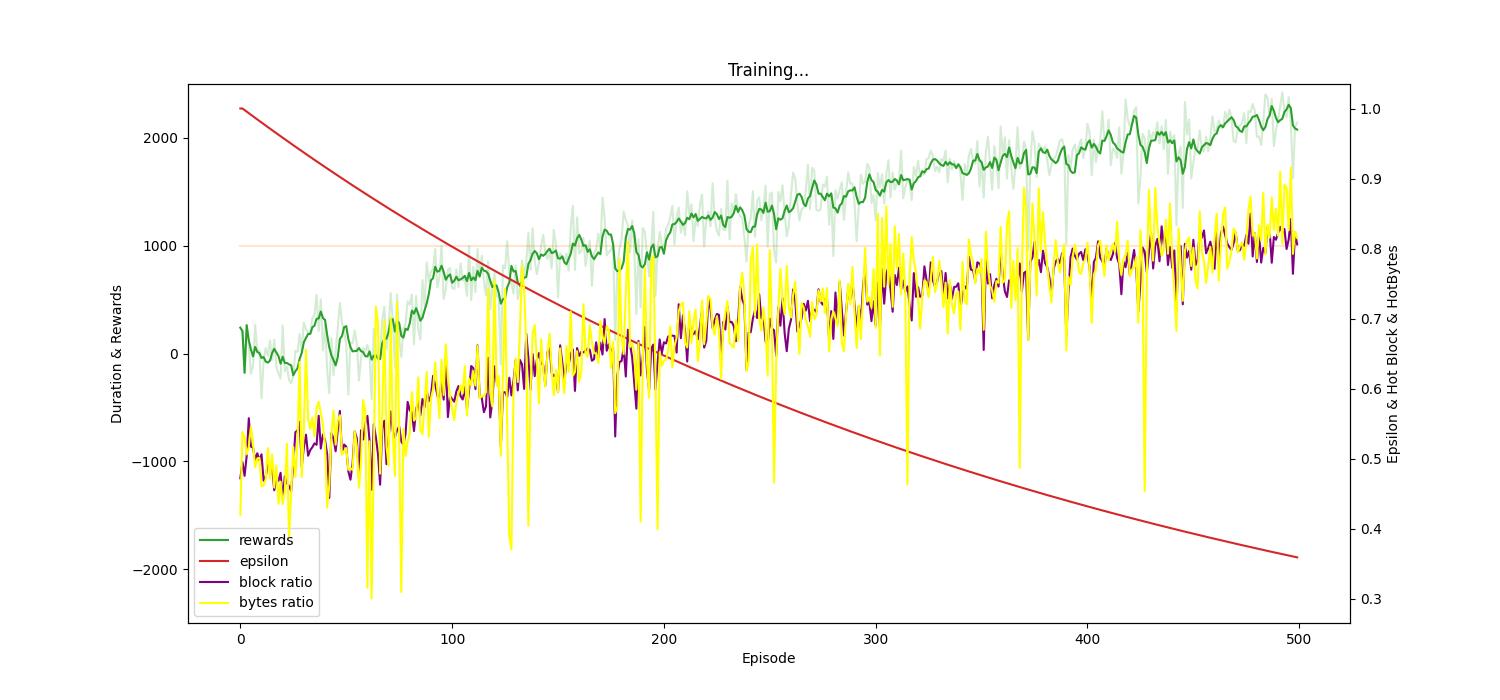 Training...
Duration & Rewards
2000
1000
0
−1000
−2000
1.0
0.9
0.8
0.7
0.6
0.5
0.4
0.3
Epsilon & Hot Block & HotBytes
rewards
epsilon
block ratio
bytes ratio
0 100 200 300 400 500
Episode